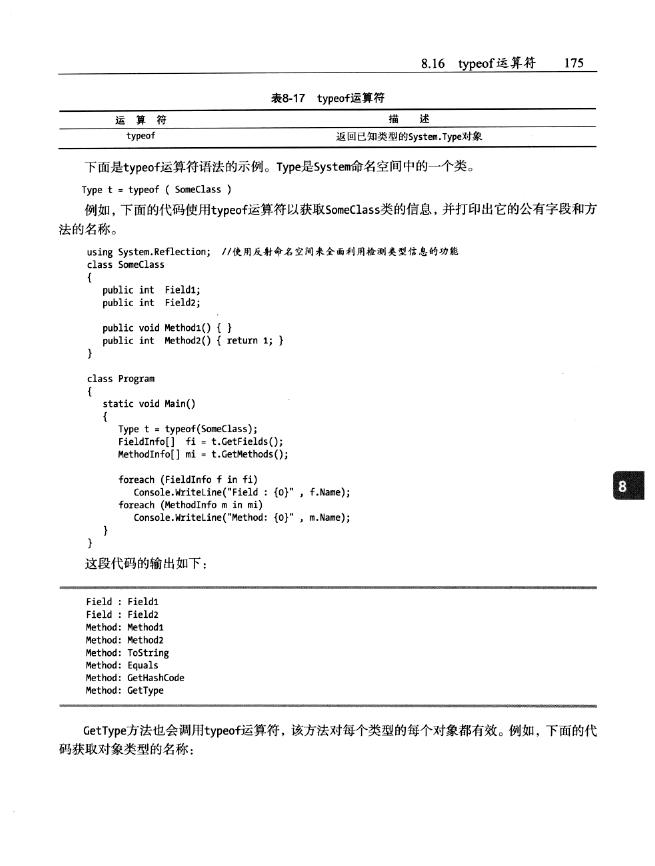 8.16 typeof运算符 175
表8-17 typeof运算符
运算符 描述
typeof 返回已知类型的System.Type对象
下面是typeof运算符语法的示例。Type是System命名空间中的一个类。
Type t = typeof ( SomeClass )
例如，下面的代码使用typeof运算符以获取SomeClass类的信息，并打印出它的公有字段和方
法的名称。
using System.Reflection; //使用反射命名空间来全面利用检测类型信息的功能
class SomeClass
{
public int Field1;
public int Field2;
public void Method1() { }
public int Method2() { return 1; }
}
class Program
{
static void Main()
{
Type t = typeof(SomeClass);
FieldInfo[] fi = t.GetFields();
MethodInfo[] mi = t.GetMethods();
foreach (FieldInfo f in fi)
Console.WriteLine("Field : {0}" , f.Name);
foreach (MethodInfo m in mi)
Console.WriteLine("Method: {0}" , m.Name);
}
}
8
这段代码的输出如下：
Field : Field1
Field : Field2
Method: Method1
Method: Method2
Method: ToString
Method: Equals
Method: GetHashCode
Method: GetType
GetType方法也会调用typeof运算符，该方法对每个类型的每个对象都有效。例如，下面的代
码获取对象类型的名称：